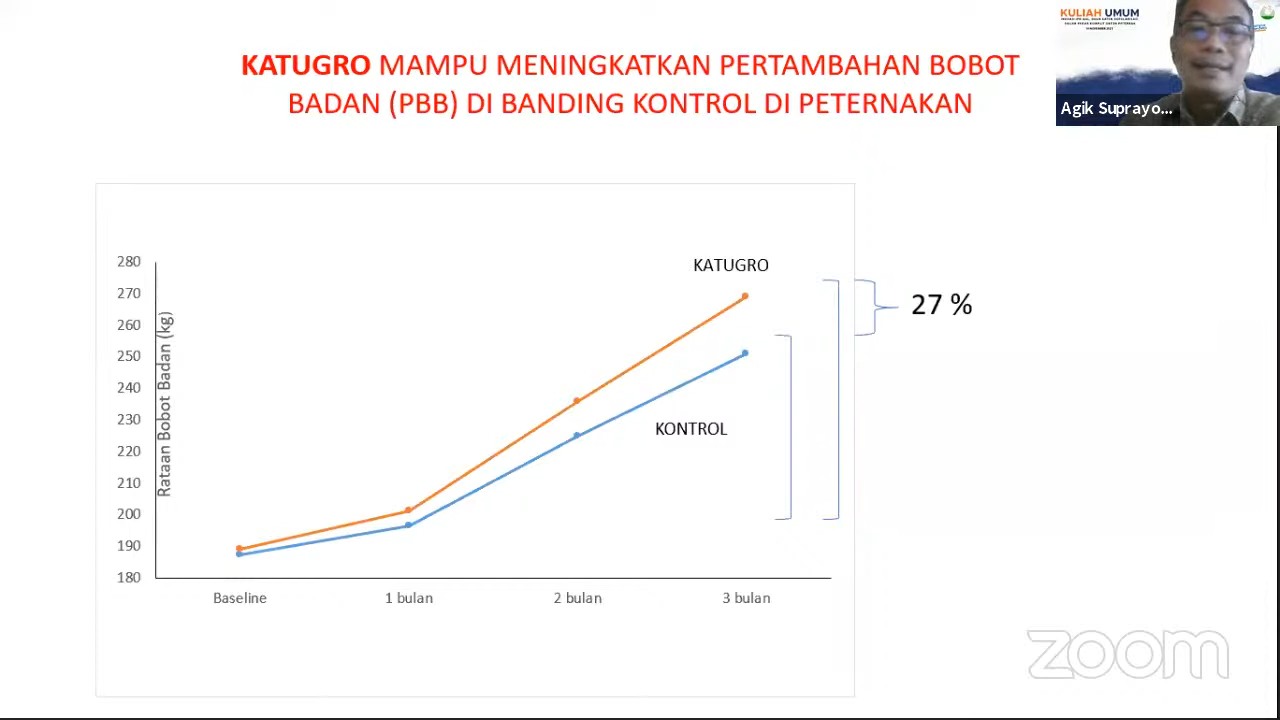 KATUGRO MAMPU MENINGKATKAN PERTAMBAHAN BOBOT
BADAN (PBB) DI BANDING KONTROL DI PETERNAKAN
KULIAH UMUM
Agik Suprayo...
280
270
260
250
240
230
220
210
200
190
180
Rataan Bobot Badan (kg)
KATUGRO
KONTROL
27 %
Baseline
1 bulan
2 bulan
3 bulan
zoom